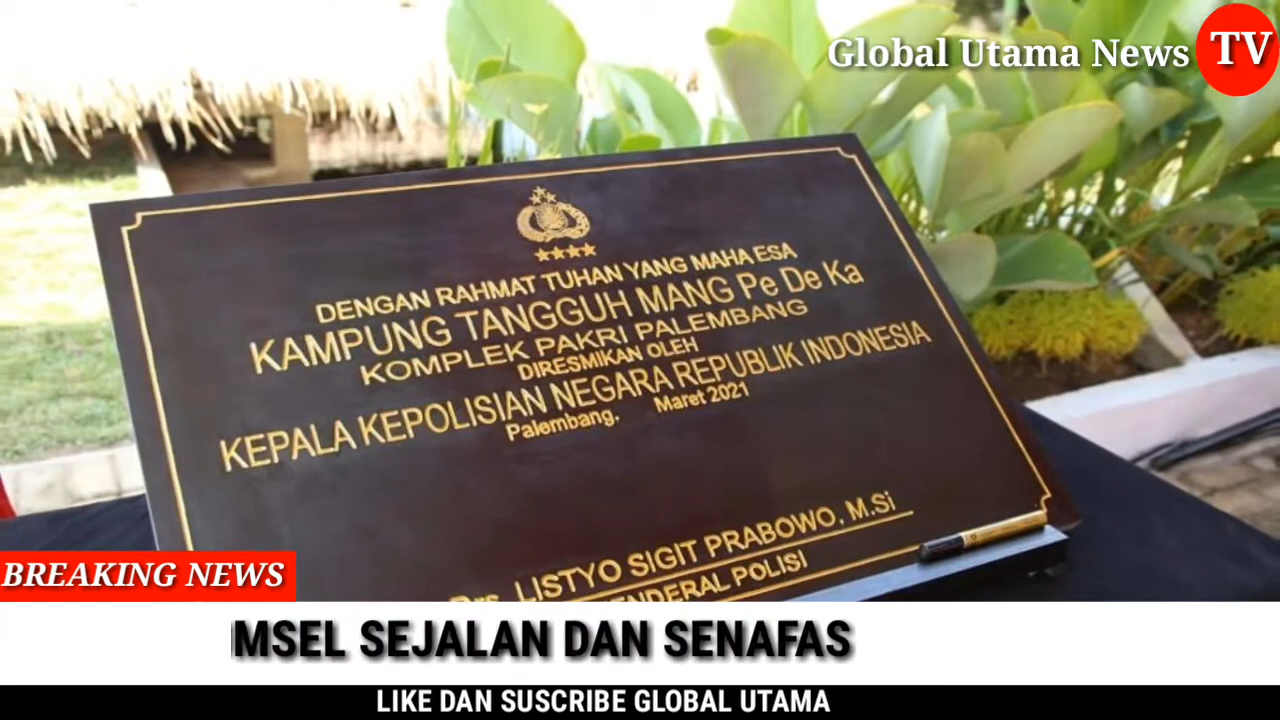 Global Utama News TV
DENGAN RAHMAT TUHAN YANG MAHA ESA
KAMPUNG TANGGUH MANG Pe De Ka
KOMPLEK PAKRI PALEMBANG
DIRESMIKAN OLEH
KEPALA KEPOLISIAN NEGARA REPUBLIK INDONESIA
Palembang, Maret 2021
Drs. LISTYO SIGIT PRABOWO, M.Si
JENDERAL POLISI
BREAKING NEWS
MSEL SEJALAN DAN SENAFAS
LIKE DAN SUSCRIBE GLOBAL UTAMA